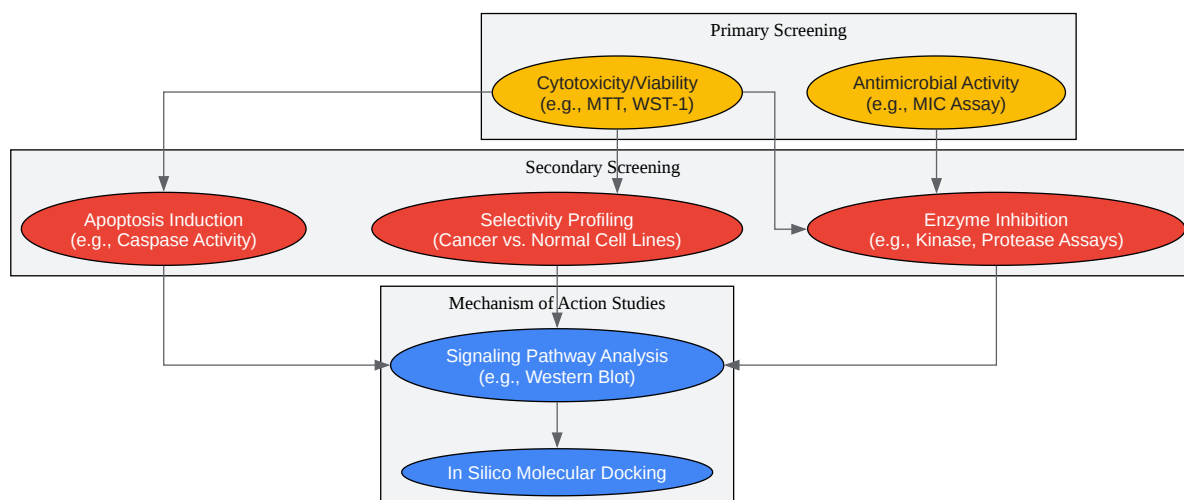 Primary Screening
Cytotoxicity/Viability
(e.g., MTT, WST-1)
Antimicrobial Activity
(e.g., MIC Assay)
Secondary Screening
Apoptosis Induction
(e.g., Caspase Activity)
Selectivity Profiling
(Cancer vs. Normal Cell Lines)
Enzyme Inhibition
(e.g., Kinase, Protease Assays)
Mechanism of Action Studies
Signaling Pathway Analysis
(e.g., Western Blot)
In Silico Molecular Docking